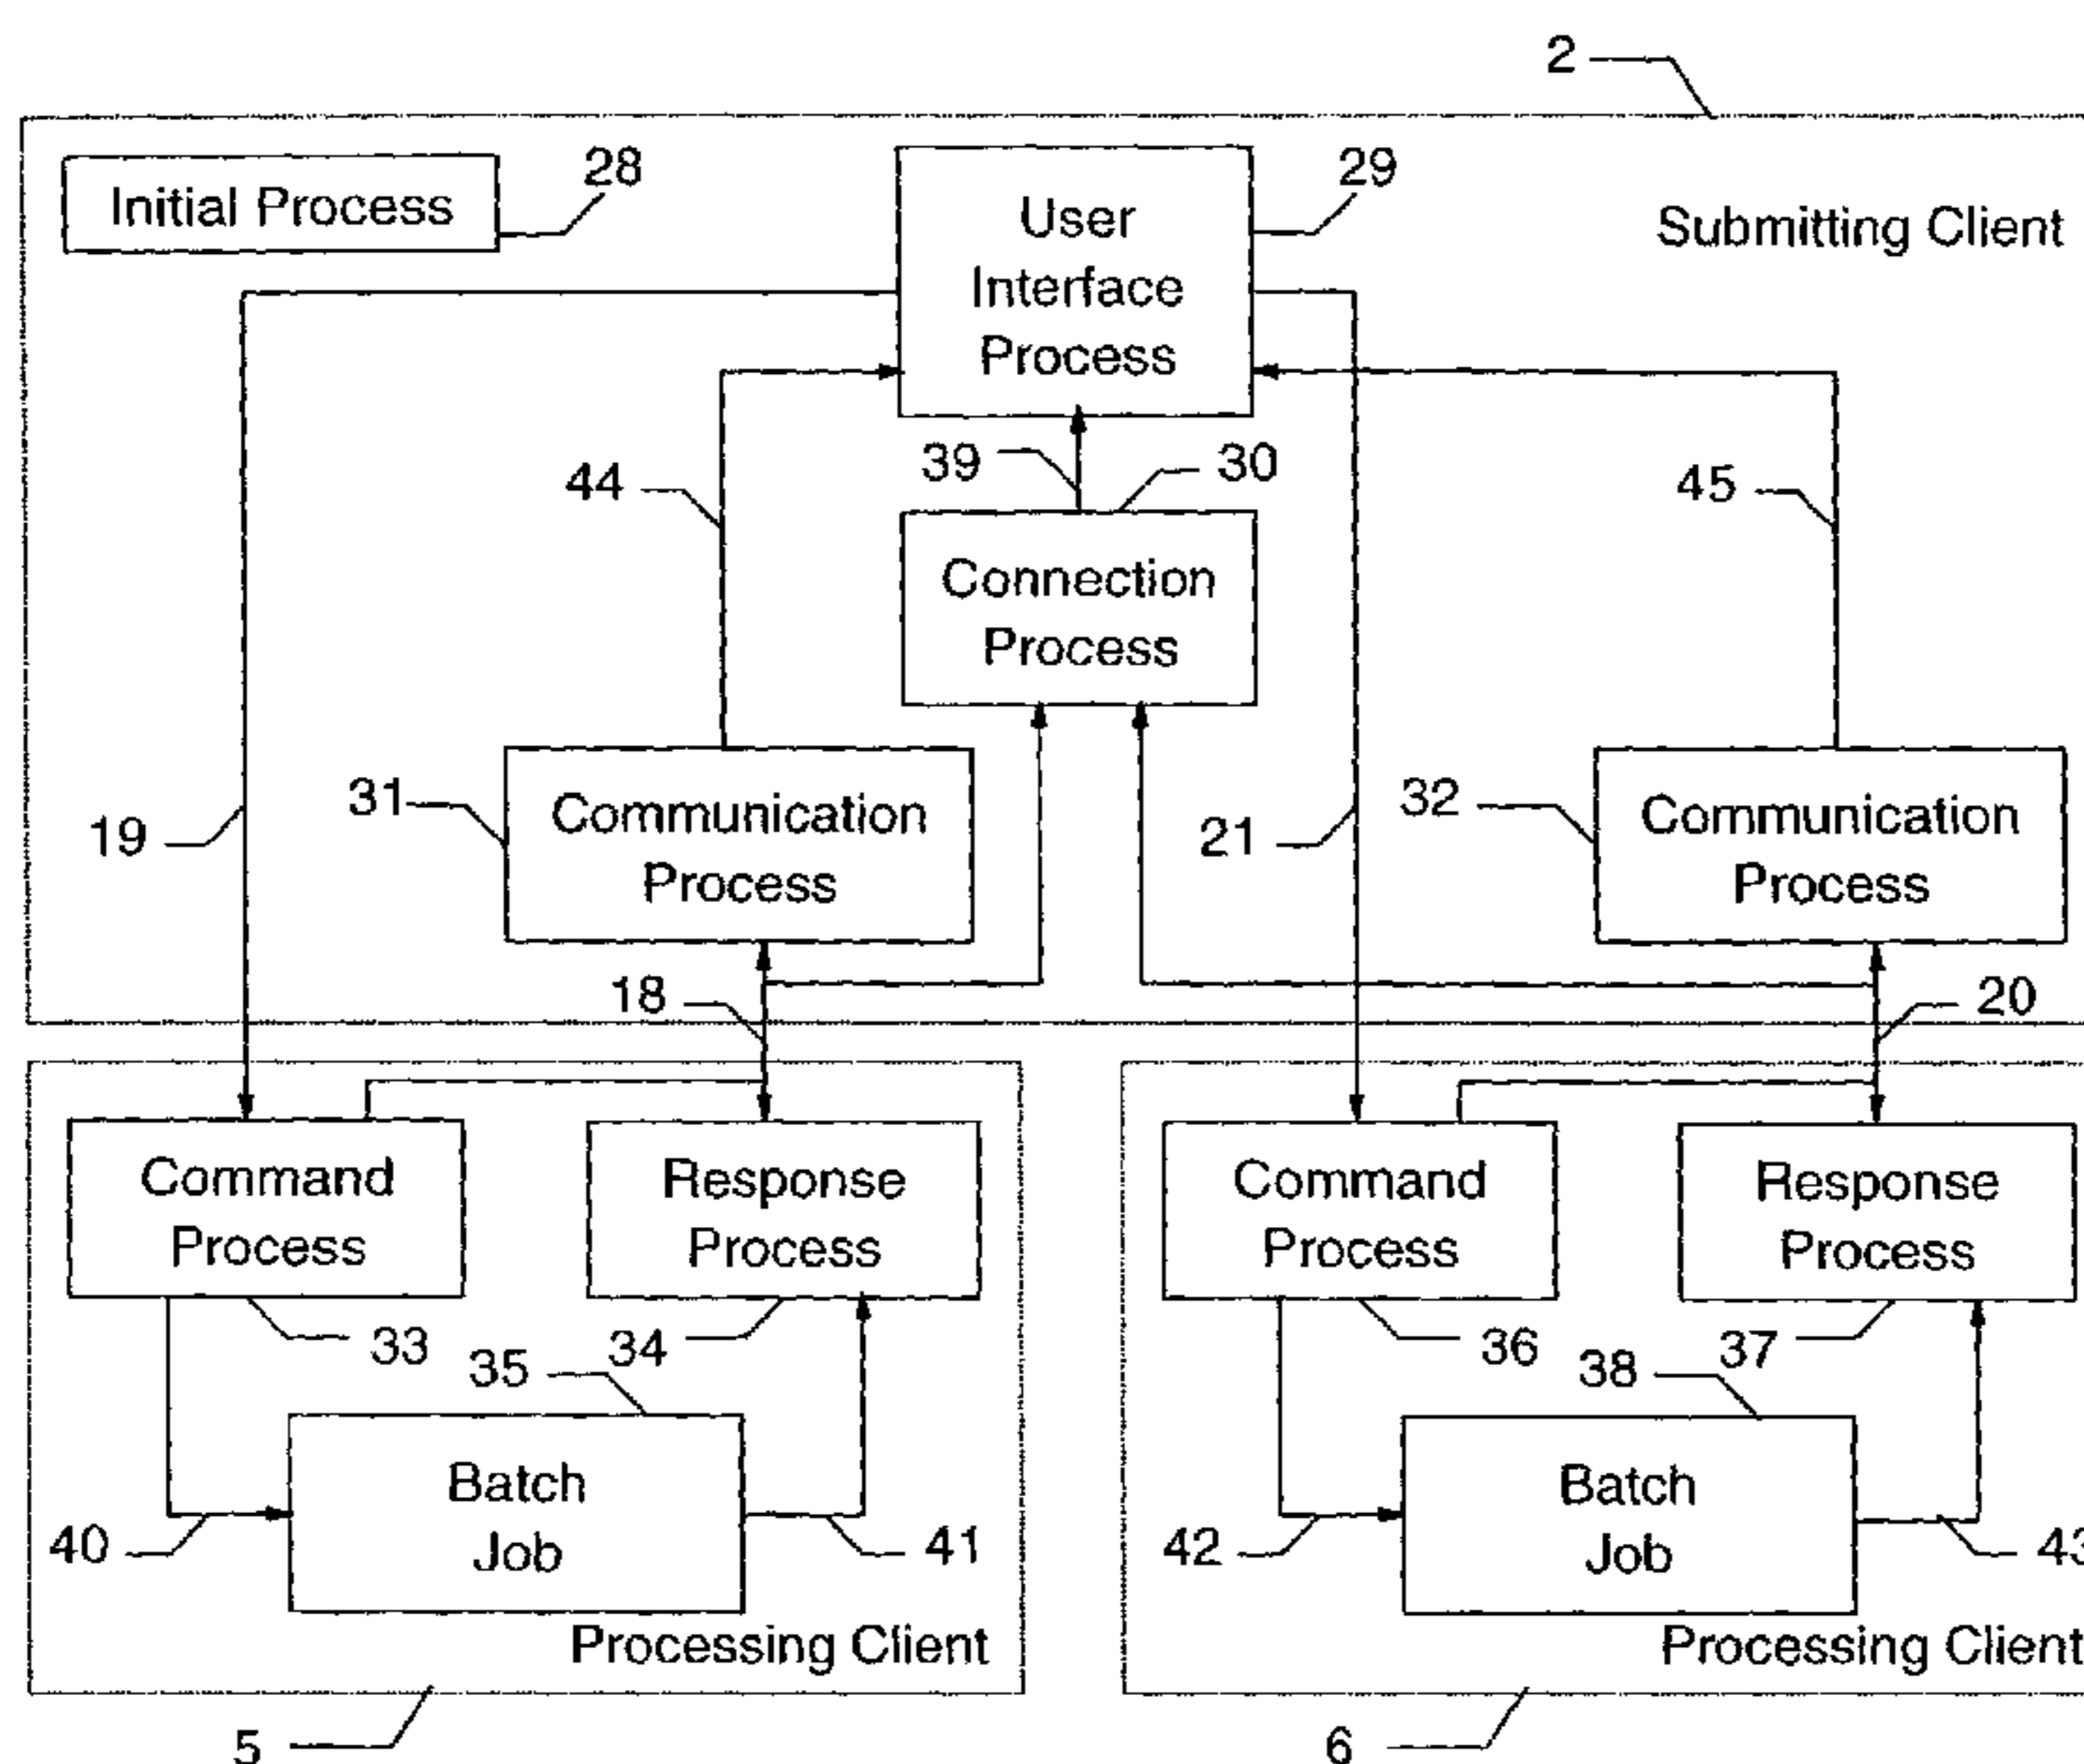 2
Initial Process
28
User
Interface
Process
29
Submitting Client
39
30
44
45
Connection
Process
31
Communication
Process
19
21
32
Communication
Process
18
20
Command
Process
Response
Process
Command
Process
Response
Process
33
34
35
36
37
38
Batch
Job
Batch
Job
40
41
42
43
Processing Client
Processing Client
5
6